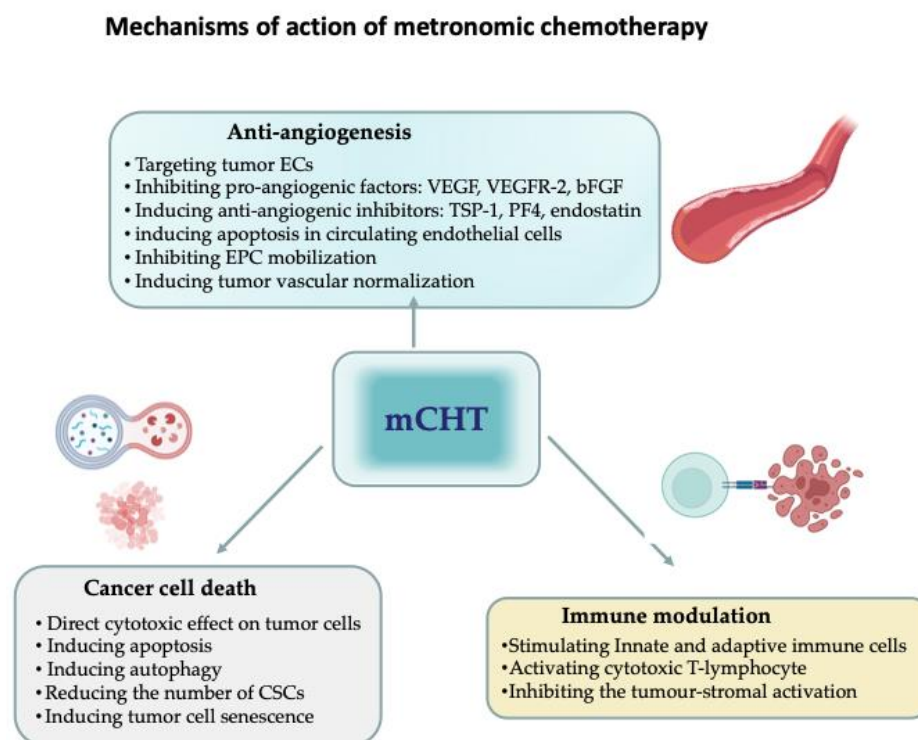 Mechanisms of action of metronomic chemotherapy
Anti-angiogenesis
• Targeting tumor ECs
• Inhibiting pro-angiogenic factors: VEGF, VEGFR-2, bFGF
• Inducing anti-angiogenic inhibitors: TSP-1, PF4, endostatin
• inducing apoptosis in circulating endothelial cells
• Inhibiting EPC mobilization
• Inducing tumor vascular normalization
mCHT
Cancer cell death
• Direct cytotoxic effect on tumor cells
• Inducing apoptosis
• Inducing autophagy
• Reducing the number of CSCs
• Inducing tumor cell senescence
Immune modulation
•Stimulating Innate and adaptive immune cells
•Activating cytotoxic T-lymphocyte
•Inhibiting the tumour-stromal activation